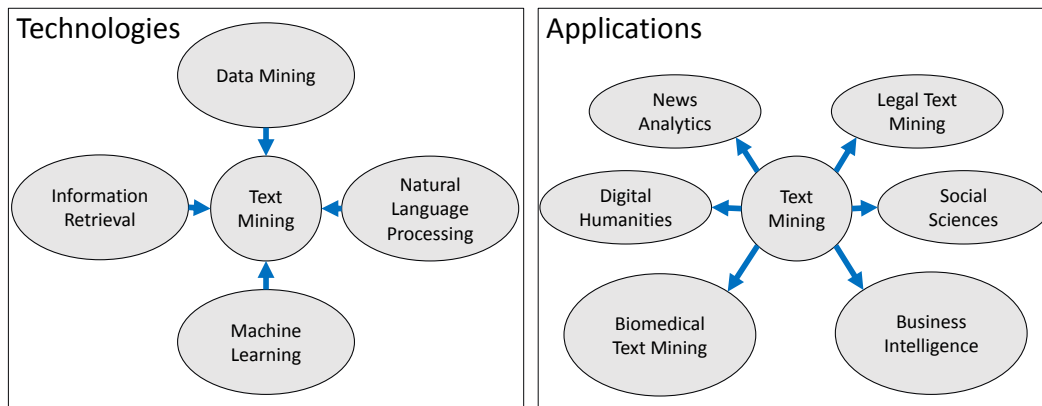 Technologies
Data Mining
Information
Retrieval
Text
Mining
Natural
Language
Processing
Machine
Learning
Applications
News
Analytics
Legal Text
Mining
Digital
Humanities
Text
Mining
Social
Sciences
Biomedical
Text Mining
Business
Intelligence